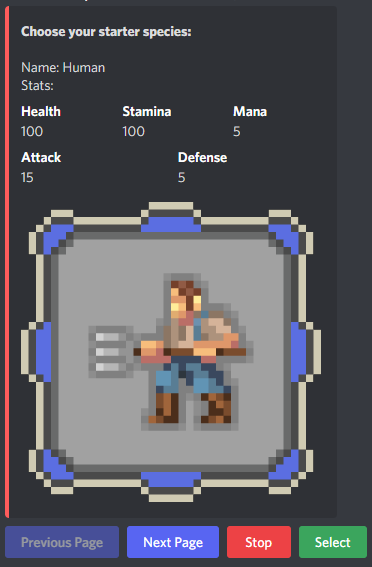 Choose your starter species:
Name: Human
Stats:
Health Stamina Mana
100 100 5
Attack Defense
15 5
Previous Page Next Page Stop Select